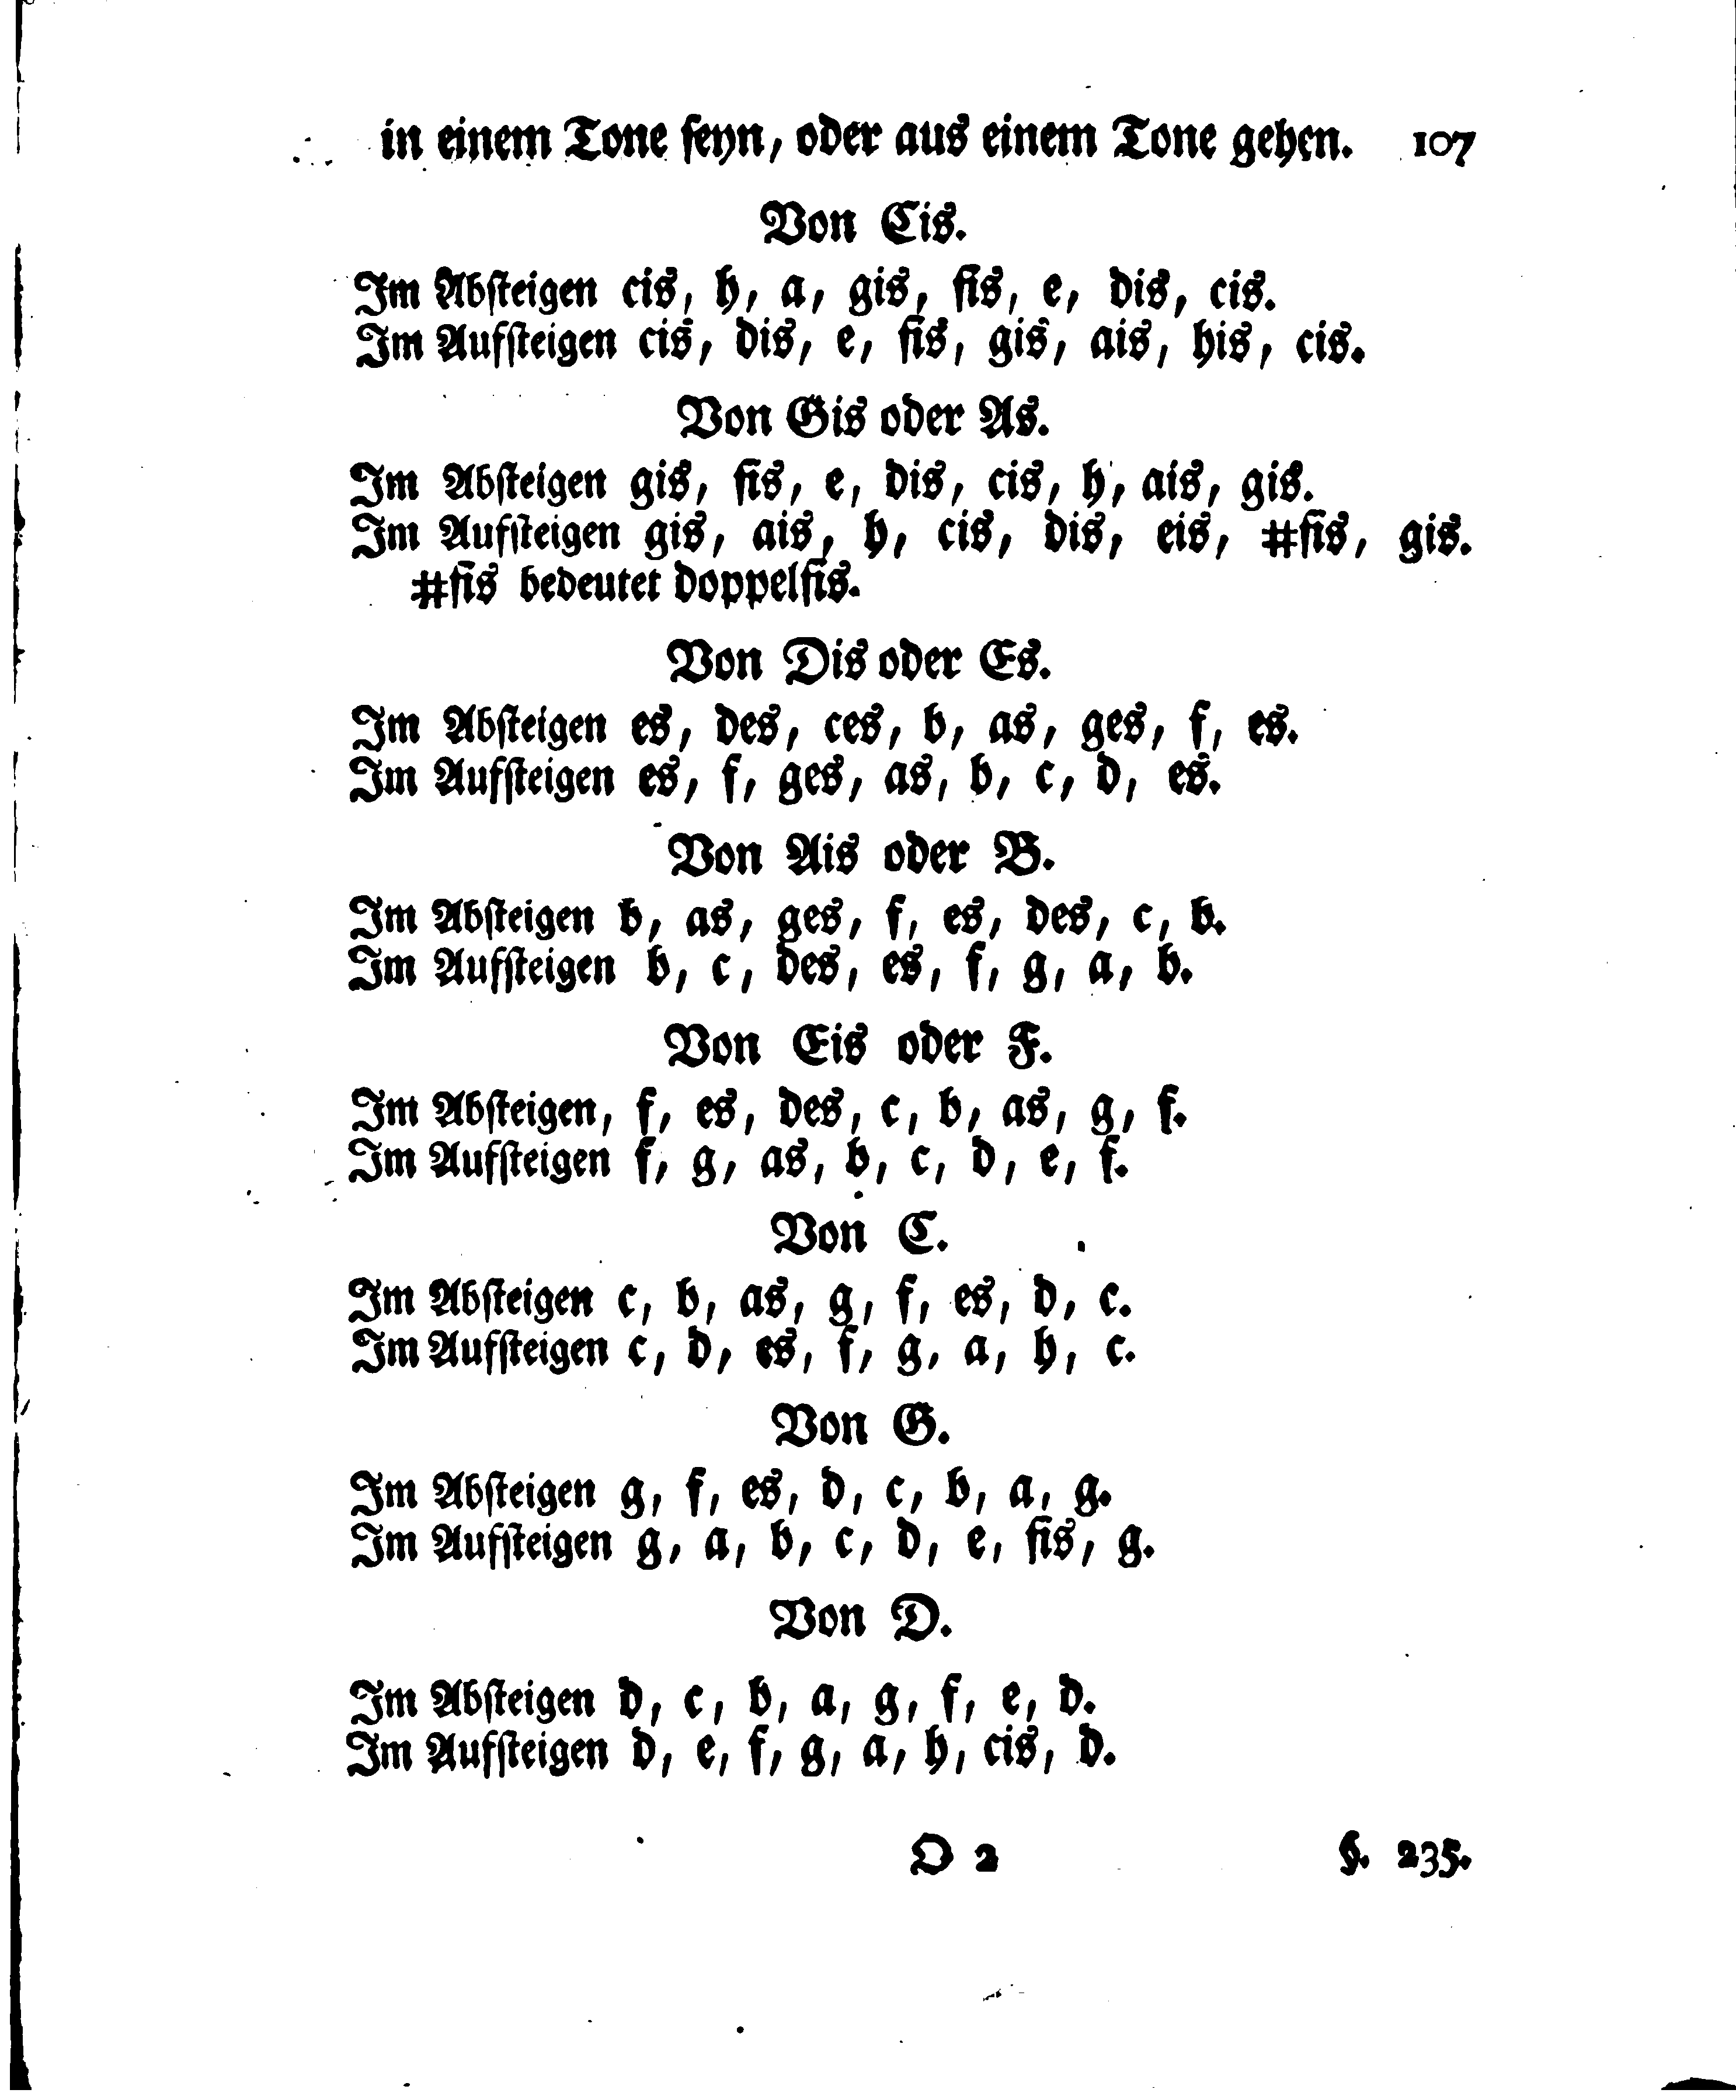 in einem Tone ſeyn, oder aus einem Tone gehen. 107
Von Cis.
Im Abſteigen cis, h, a, gis, fis, e, dis, cis.
Im Aufſteigen cis, dis, e, fis, gis, ais, his, cis.
Von Gis oder As.
Im Abſteigen gis, fis, e, dis, cis, h, ais, gis.
Im Aufſteigen gis, ais, h, cis, dis, eis, #fis, gis.
#fis bedeutet doppelfis.
Von Dis oder Es.
Im Abſteigen es, des, ces, b, as, ges, f, es.
Im Aufſteigen es, f, ges, as, b, c, d, es.
Von Ais oder B.
Im Abſteigen b, as, ges, f, es, des, c, b.
Im Aufſteigen b, c, des, es, f, g, a, b.
Von Eis oder F.
Im Abſteigen, f, es, des, c, b, as, g, f.
Im Aufſteigen f, g, as, b, c, d, e, f.
Von C.
Im Abſteigen c, b, as, g, f, es, d, c.
Im Aufſteigen c, d, es, f, g, a, h, c.
Von G.
Im Abſteigen g, f, es, d, c, b, a, g.
Im Aufſteigen g, a, b, c, d, e, fis, g.
Von D.
Im Abſteigen d, c, b, a, g, f, e, d.
Im Aufſteigen d, e, f, g, a, h, cis, d.
O 2 §. 235.